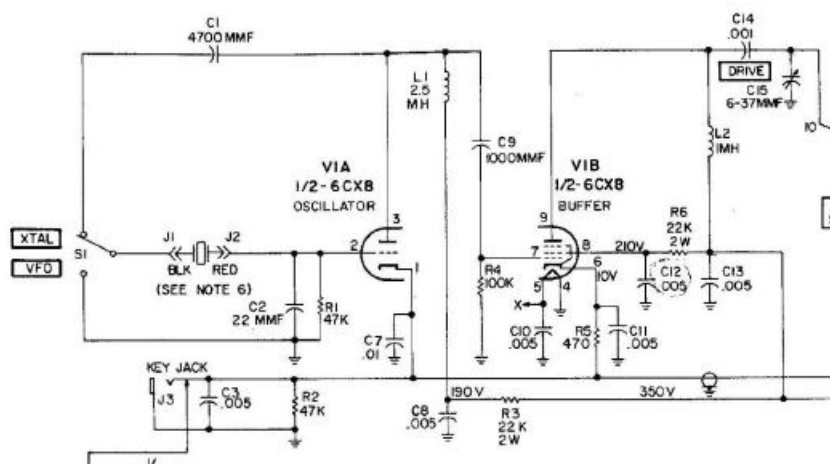 C1
4700 MMF
C14
.001
DRIVE
C15
6-37MMF
L1
2.5
MH
10
L2
1MH
C9
1000MMF
V1A
1/2-6CX8
OSCILLATOR
V1B
1/2-6CX8
BUFFER
3
9
R6
22K
2W
XTAL
S1
VFO
J1
J2
2
7
8
210V
BLK
RED
(SEE NOTE 6)
1
6
10V
R4
100K
5
4
C12
.005
C13
.005
C2
22 MMF
R1
47K
X
C7
.01
C10
.005
R5
470
C11
.005
KEY JACK
J3
C3
.005
R2
47K
190V
350V
C8
.005
R3
22K
2W